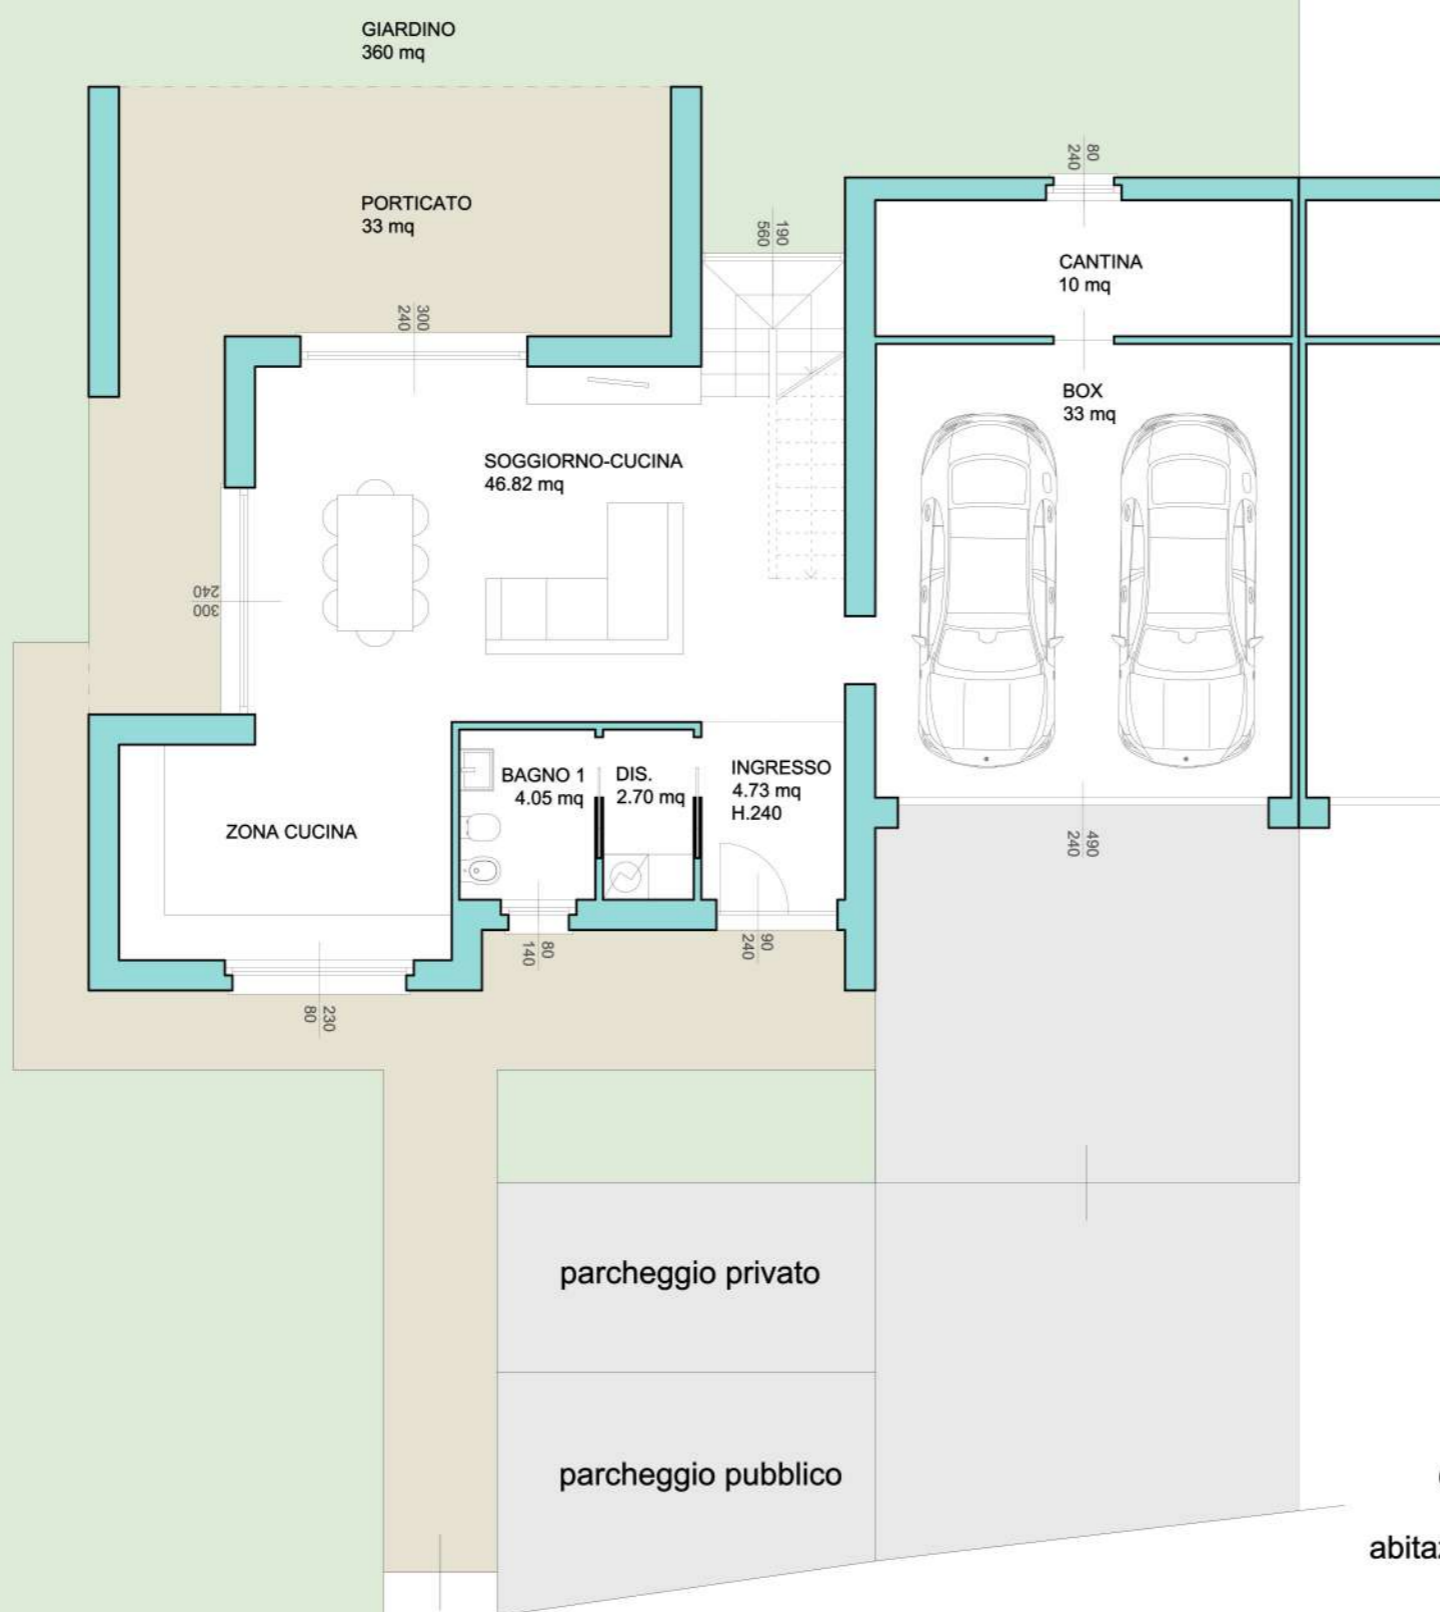 GIARDINO
360 mq
80
240
PORTICATO
33 mq
190
560
CANTINA
10 mq
300
240
BOX
33 mq
SOGGIORNO-CUCINA
46.82 mq
240
300
BAGNO 1
4.05 mq
DIS.
2.70 mq
INGRESSO
4.73 mq
H.240
ZONA CUCINA
490
240
80
140
90
240
230
80
parcheggio privato
parcheggio pubblico
abita